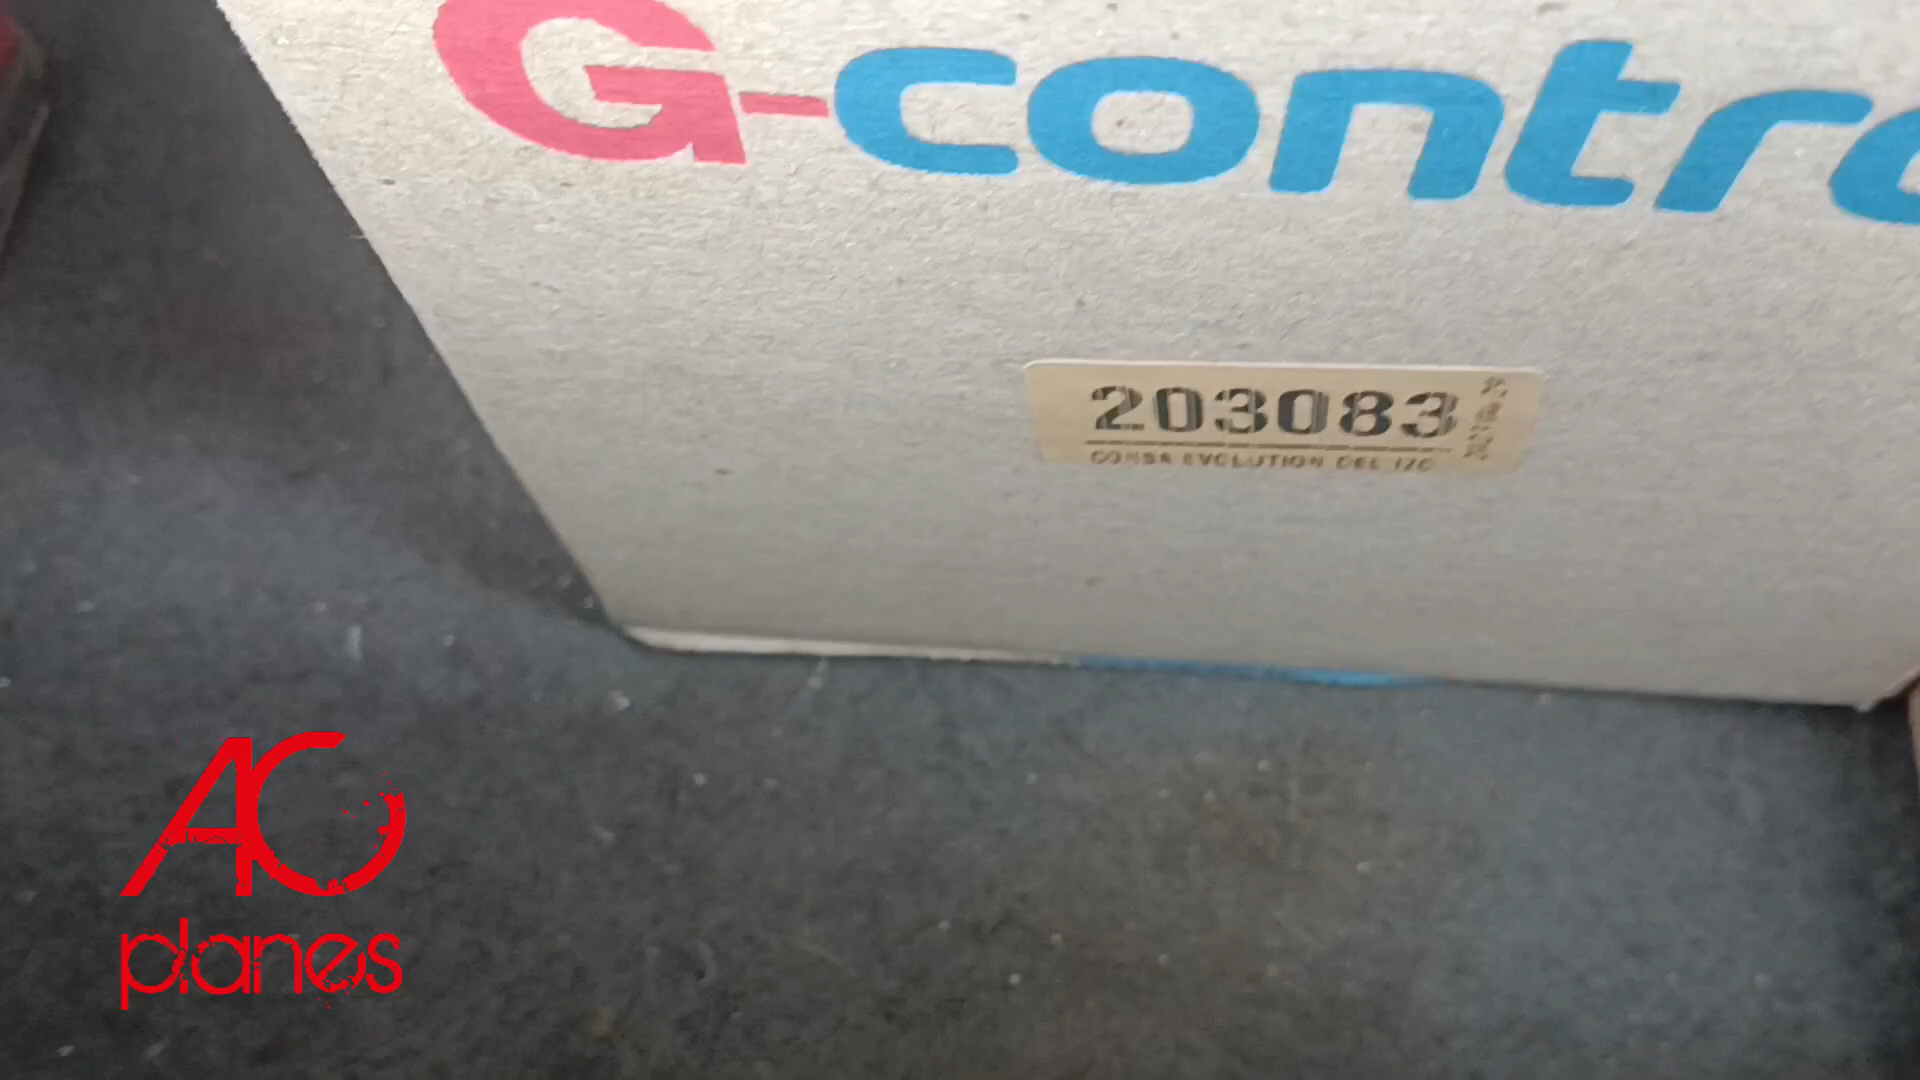 G-contro
203083
CORSA EVOLUTION DEL IZQ
AC
planes